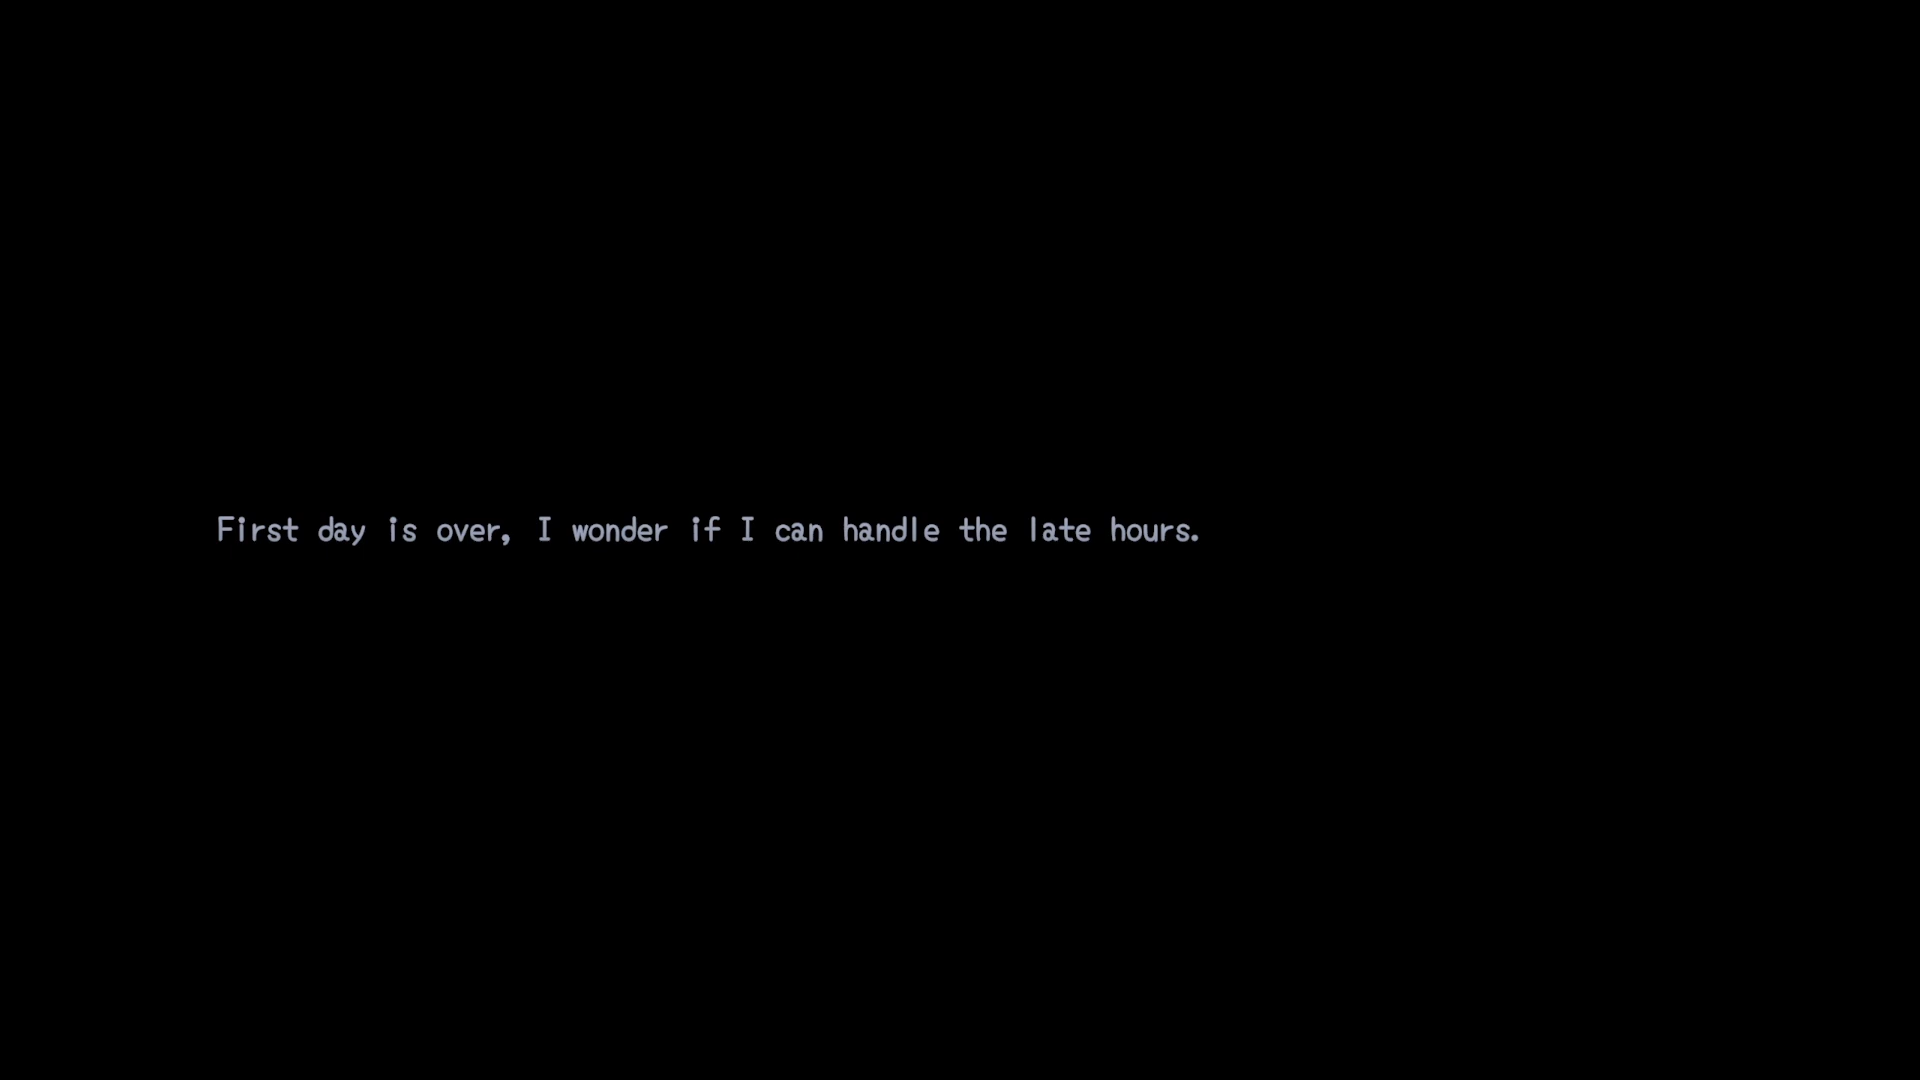 First day is over, I wonder if I can handle the late hours.